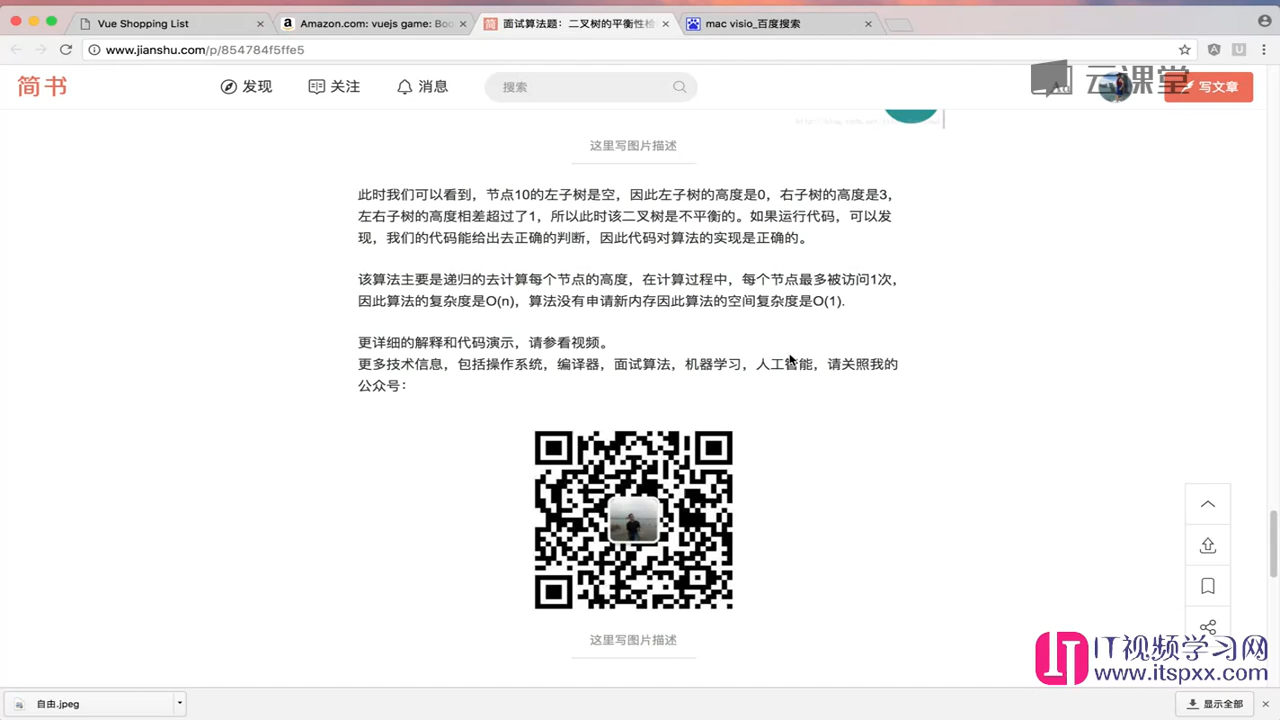 Vue Shopping List
Amazon.com: vuejs game: Boo
面试算法题：二叉树的平衡性检
mac visio_百度搜索
www.jianshu.com/p/854784f5ffe5
简书
发现
关注
消息
搜索
云课堂
写文章
这里写图片描述
此时我们可以看到，节点10的左子树是空，因此左子树的高度是0，右子树的高度是3，
左右子树的高度相差超过了1，所以此时该二叉树是不平衡的。如果运行代码，可以发
现，我们的代码能给出去正确的判断，因此代码对算法的实现是正确的。
该算法主要是递归的去计算每个节点的高度，在计算过程中，每个节点最多被访问1次，
因此算法的复杂度是O(n)，算法没有申请新内存因此算法的空间复杂度是O(1).
更详细的解释和代码演示，请参看视频。
更多技术信息，包括操作系统，编译器，面试算法，机器学习，人工智能，请关照我的
公众号：
这里写图片描述
IT IT视频学习网
www.itspxx.com
自由.jpeg
显示全部